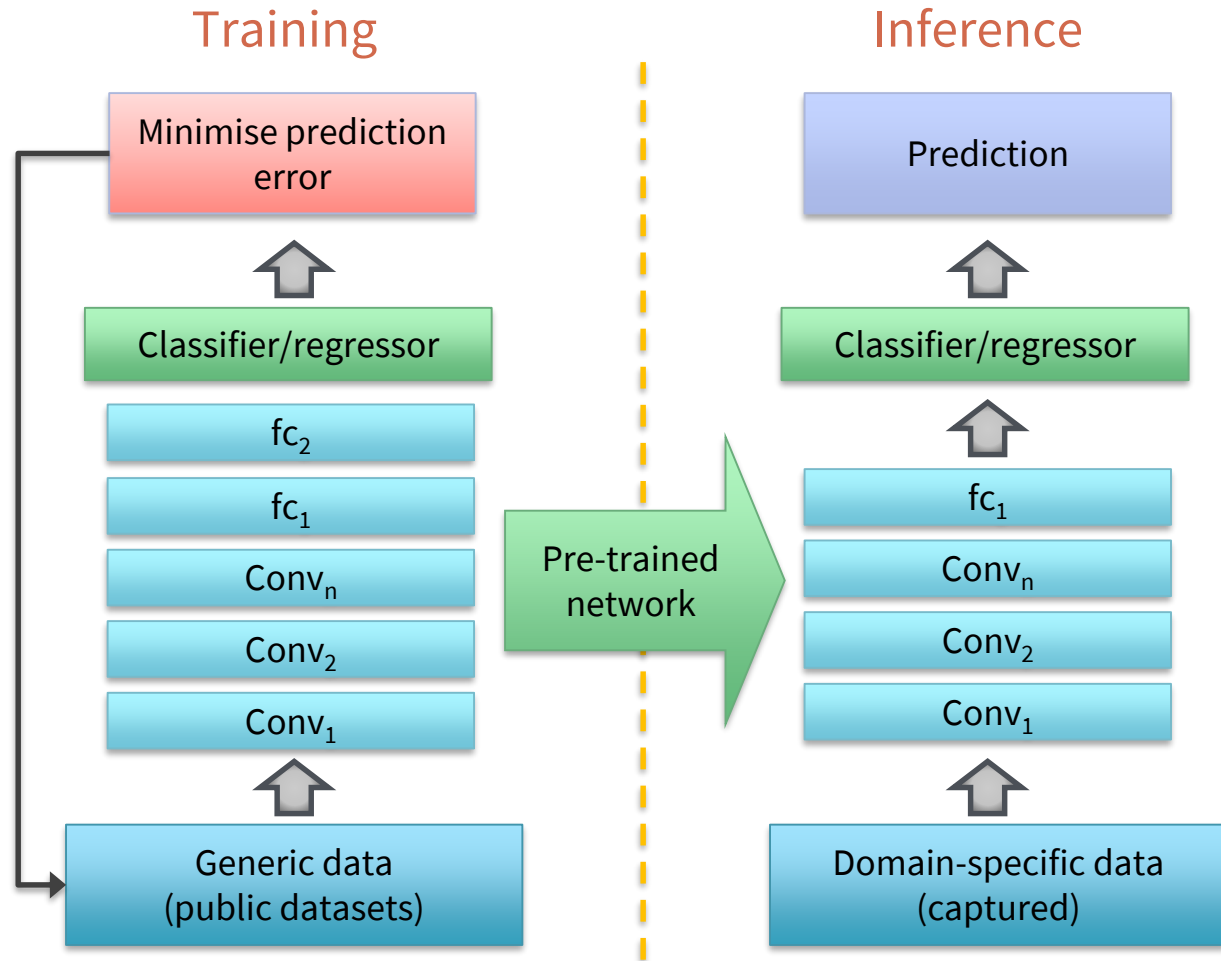 Training
Minimise prediction
error
Classifier/regressor
fc₂
fc₁
Convₙ
Conv₂
Conv₁
Generic data
(public datasets)
Pre-trained
network
Inference
Prediction
Classifier/regressor
fc₁
Convₙ
Conv₂
Conv₁
Domain-specific data
(captured)